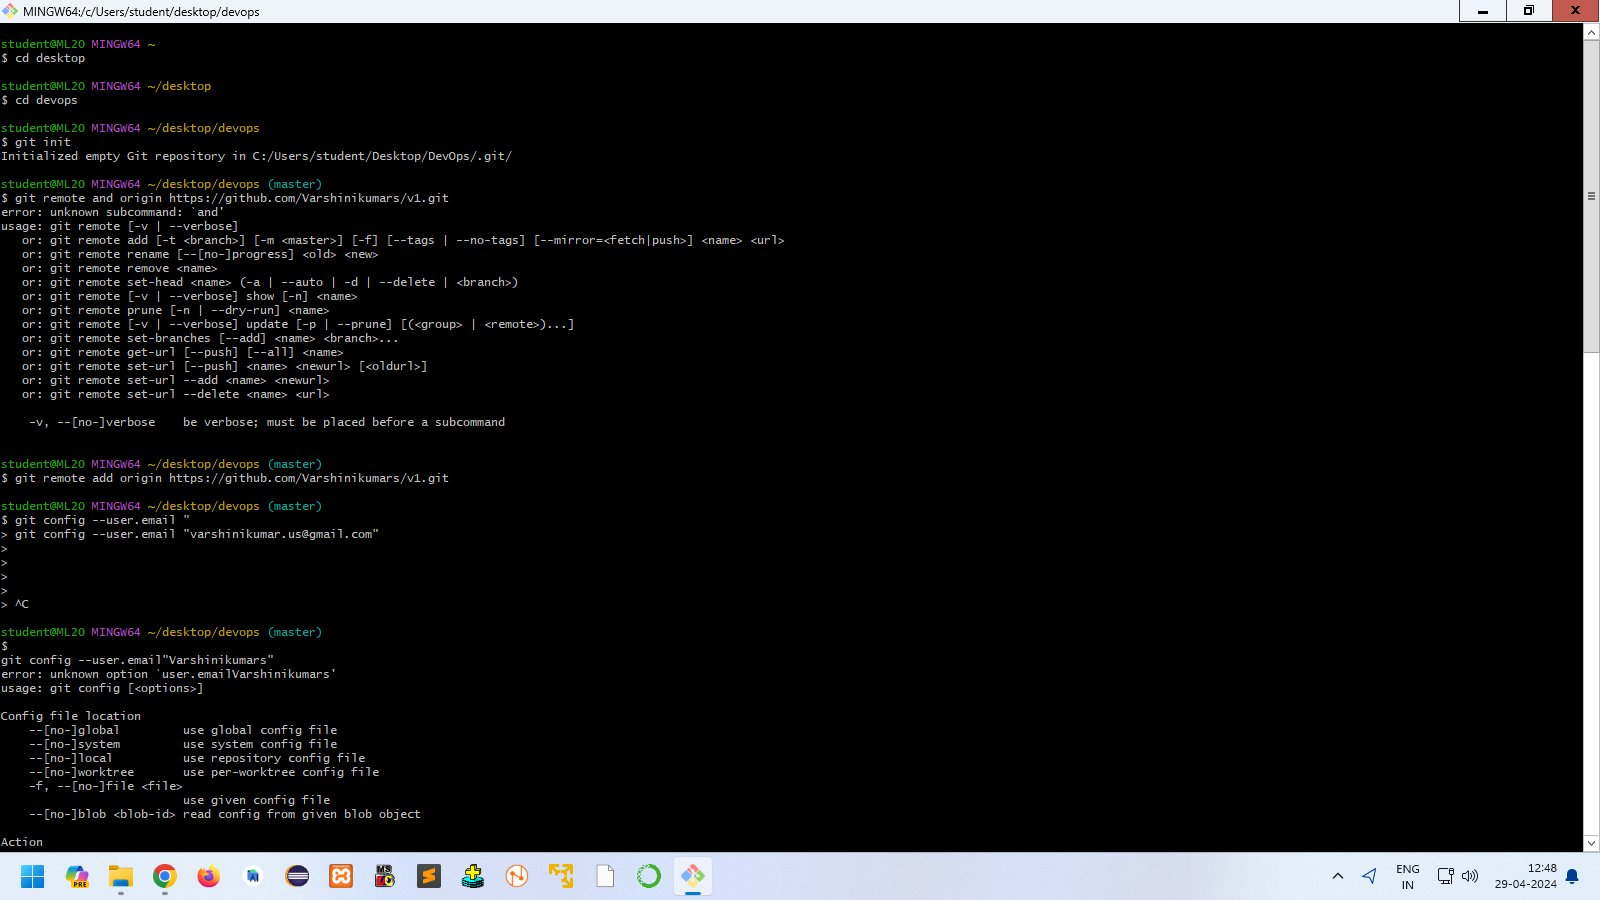 MINGW64:/c/Users/student/desktop/devops
student@ML20 MINGW64 ~
$ cd desktop
student@ML20 MINGW64 ~/desktop
$ cd devops
student@ML20 MINGW64 ~/desktop/devops
$ git init
Initialized empty Git repository in C:/Users/student/Desktop/DevOps/.git/
student@ML20 MINGW64 ~/desktop/devops (master)
$ git remote and origin https://github.com/Varshinikumars/v1.git
error: unknown subcommand: `and'
usage: git remote [-v | --verbose]
or: git remote add [-t <branch>] [-m <master>] [-f] [--tags | --no-tags] [--mirror=<fetch|push>] <name> <url>
or: git remote rename [--[no-]progress] <old> <new>
or: git remote remove <name>
or: git remote set-head <name> (-a | --auto | -d | --delete | <branch>)
or: git remote [-v | --verbose] show [-n] <name>
or: git remote prune [-n | --dry-run] <name>
or: git remote [-v | --verbose] update [-p | --prune] [(<group> | <remote>)...]
or: git remote set-branches [--add] <name> <branch>...
or: git remote get-url [--push] [--all] <name>
or: git remote set-url [--push] <name> <newurl> [<oldurl>]
or: git remote set-url --add <name> <newurl>
or: git remote set-url --delete <name> <url>
-v, --[no-]verbose    be verbose; must be placed before a subcommand
student@ML20 MINGW64 ~/desktop/devops (master)
$ git remote add origin https://github.com/Varshinikumars/v1.git
student@ML20 MINGW64 ~/desktop/devops (master)
$ git config --user.email "
> git config --user.email "varshinikumar.us@gmail.com"
>
>
>
>
> ^C
student@ML20 MINGW64 ~/desktop/devops (master)
$
git config --user.email"Varshinikumars"
error: unknown option `user.emailVarshinikumars'
usage: git config [<options>]
Config file location
--[no-]global         use global config file
--[no-]system         use system config file
--[no-]local          use repository config file
--[no-]worktree       use per-worktree config file
-f, --[no-]file <file>
use given config file
--[no-]blob <blob-id> read config from given blob object
Action
PRE
ENG
IN
12:48
29-04-2024